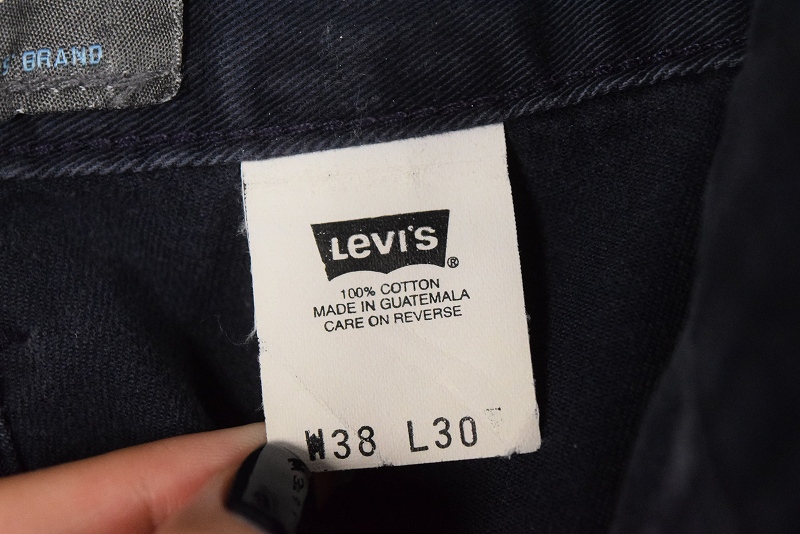 BRAND
Levi's®
100% COTTON
MADE IN GUATEMALA
CARE ON REVERSE
W38 L30